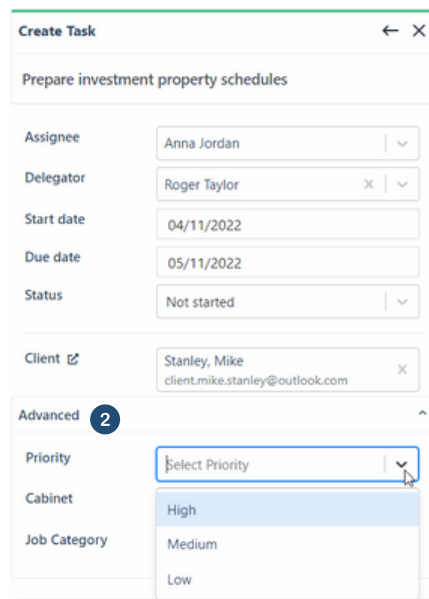 Create Task
Prepare investment property schedules
Assignee
Anna Jordan
Delegator
Roger Taylor
Start date
04/11/2022
Due date
05/11/2022
Status
Not started
Client
Stanley, Mike
client.mike.stanley@outlook.com
Advanced 2
Priority
Select Priority
Cabinet
High
Job Category
Medium
Low